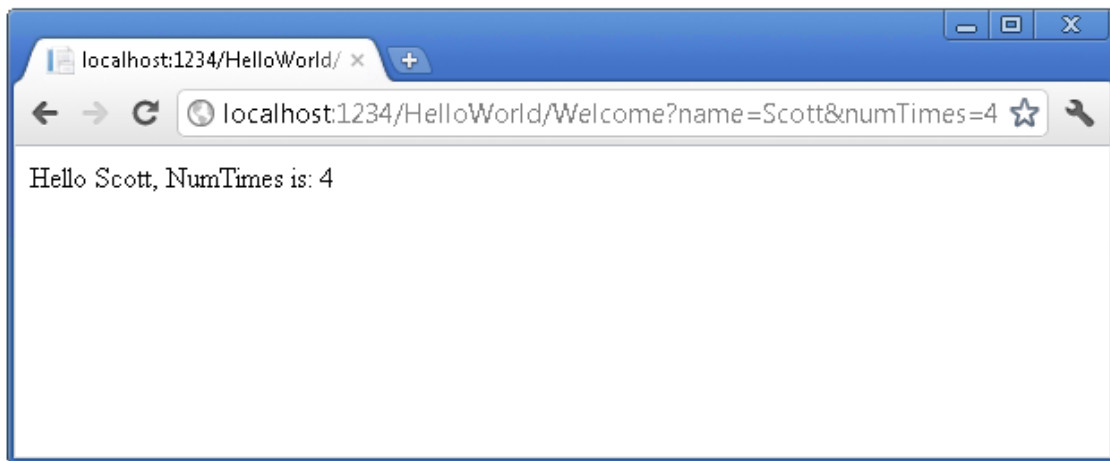 localhost:1234/HelloWorld/
localhost:1234/HelloWorld/Welcome?name=Scott&numTimes=4
Hello Scott, NumTimes is: 4